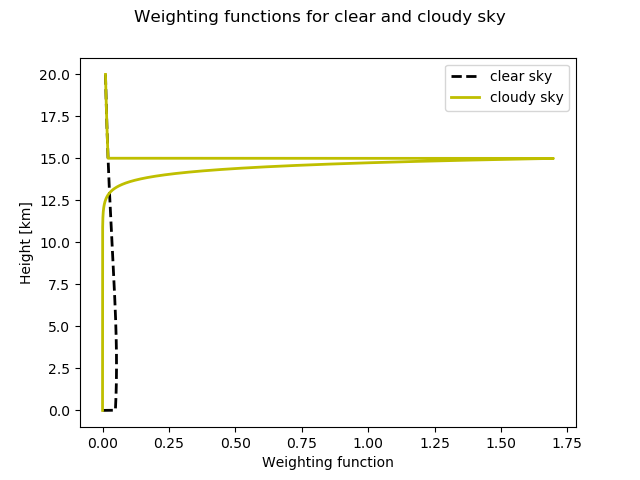 Weighting functions for clear and cloudy sky
clear sky
cloudy sky
20.0
17.5
15.0
12.5
10.0
7.5
5.0
2.5
0.0
Height [km]
0.00 0.25 0.50 0.75 1.00 1.25 1.50 1.75
Weighting function